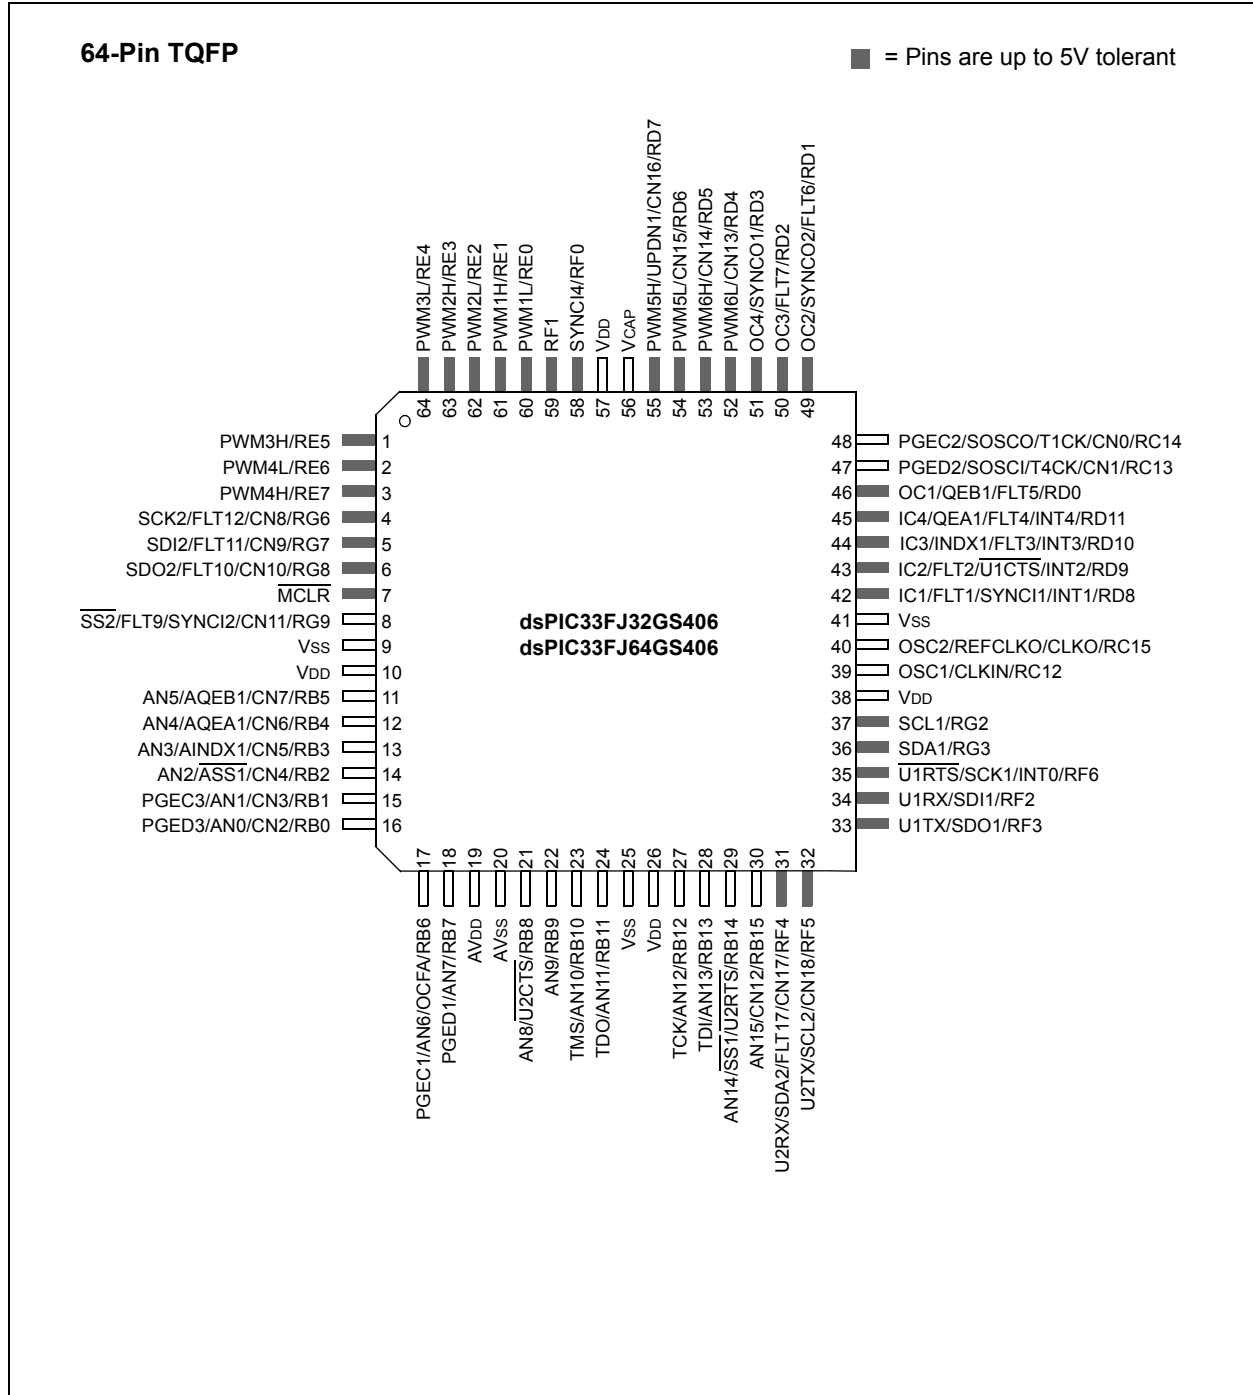 64-Pin TQFP
= Pins are up to 5V tolerant
PWM3L/RE4
PWM2H/RE3
PWM2L/RE2
PWM1H/RE1
PWM1L/RE0
RF1
SYNCI4/RF0
VDD
VCAP
PWM5H/UPDN1/CN16/RD7
PWM5L/CN15/RD6
PWM6H/CN14/RD5
PWM6L/CN13/RD4
OC4/SYNCO1/RD3
OC3/FLT7/RD2
OC2/SYNCO2/FLT6/RD1
64
63
62
61
60
59
58
57
56
55
54
53
52
51
50
49
PWM3H/RE5 1
PWM4L/RE6 2
PWM4H/RE7 3
SCK2/FLT12/CN8/RG6 4
SDI2/FLT11/CN9/RG7 5
SDO2/FLT10/CN10/RG8 6
MCLR 7
SS2/FLT9/SYNCI2/CN11/RG9 8
VSS 9
VDD 10
AN5/AQEB1/CN7/RB5 11
AN4/AQEA1/CN6/RB4 12
AN3/AINDX1/CN5/RB3 13
AN2/ASS1/CN4/RB2 14
PGEC3/AN1/CN3/RB1 15
PGED3/AN0/CN2/RB0 16
dsPIC33FJ32GS406
dsPIC33FJ64GS406
48 PGEC2/SOSCO/T1CK/CN0/RC14
47 PGED2/SOSCI/T4CK/CN1/RC13
46 OC1/QEB1/FLT5/RD0
45 IC4/QEA1/FLT4/INT4/RD11
44 IC3/INDX1/FLT3/INT3/RD10
43 IC2/FLT2/U1CTS/INT2/RD9
42 IC1/FLT1/SYNCI1/INT1/RD8
41 VSS
40 OSC2/REFCLKO/CLKO/RC15
39 OSC1/CLKIN/RC12
38 VDD
37 SCL1/RG2
36 SDA1/RG3
35 U1RTS/SCK1/INT0/RF6
34 U1RX/SDI1/RF2
33 U1TX/SDO1/RF3
17
18
19
20
21
22
23
24
25
26
27
28
29
30
31
32
PGEC1/AN6/OCFA/RB6
PGED1/AN7/RB7
AVDD
AVSS
AN8/U2CTS/RB8
AN9/RB9
TMS/AN10/RB10
TDO/AN11/RB11
VSS
VDD
TCK/AN12/RB12
TDI/AN13/RB13
AN14/SS1/U2RTS/RB14
AN15/CN12/RB15
U2RX/SDA2/FLT17/CN17/RF4
U2TX/SCL2/CN18/RF5